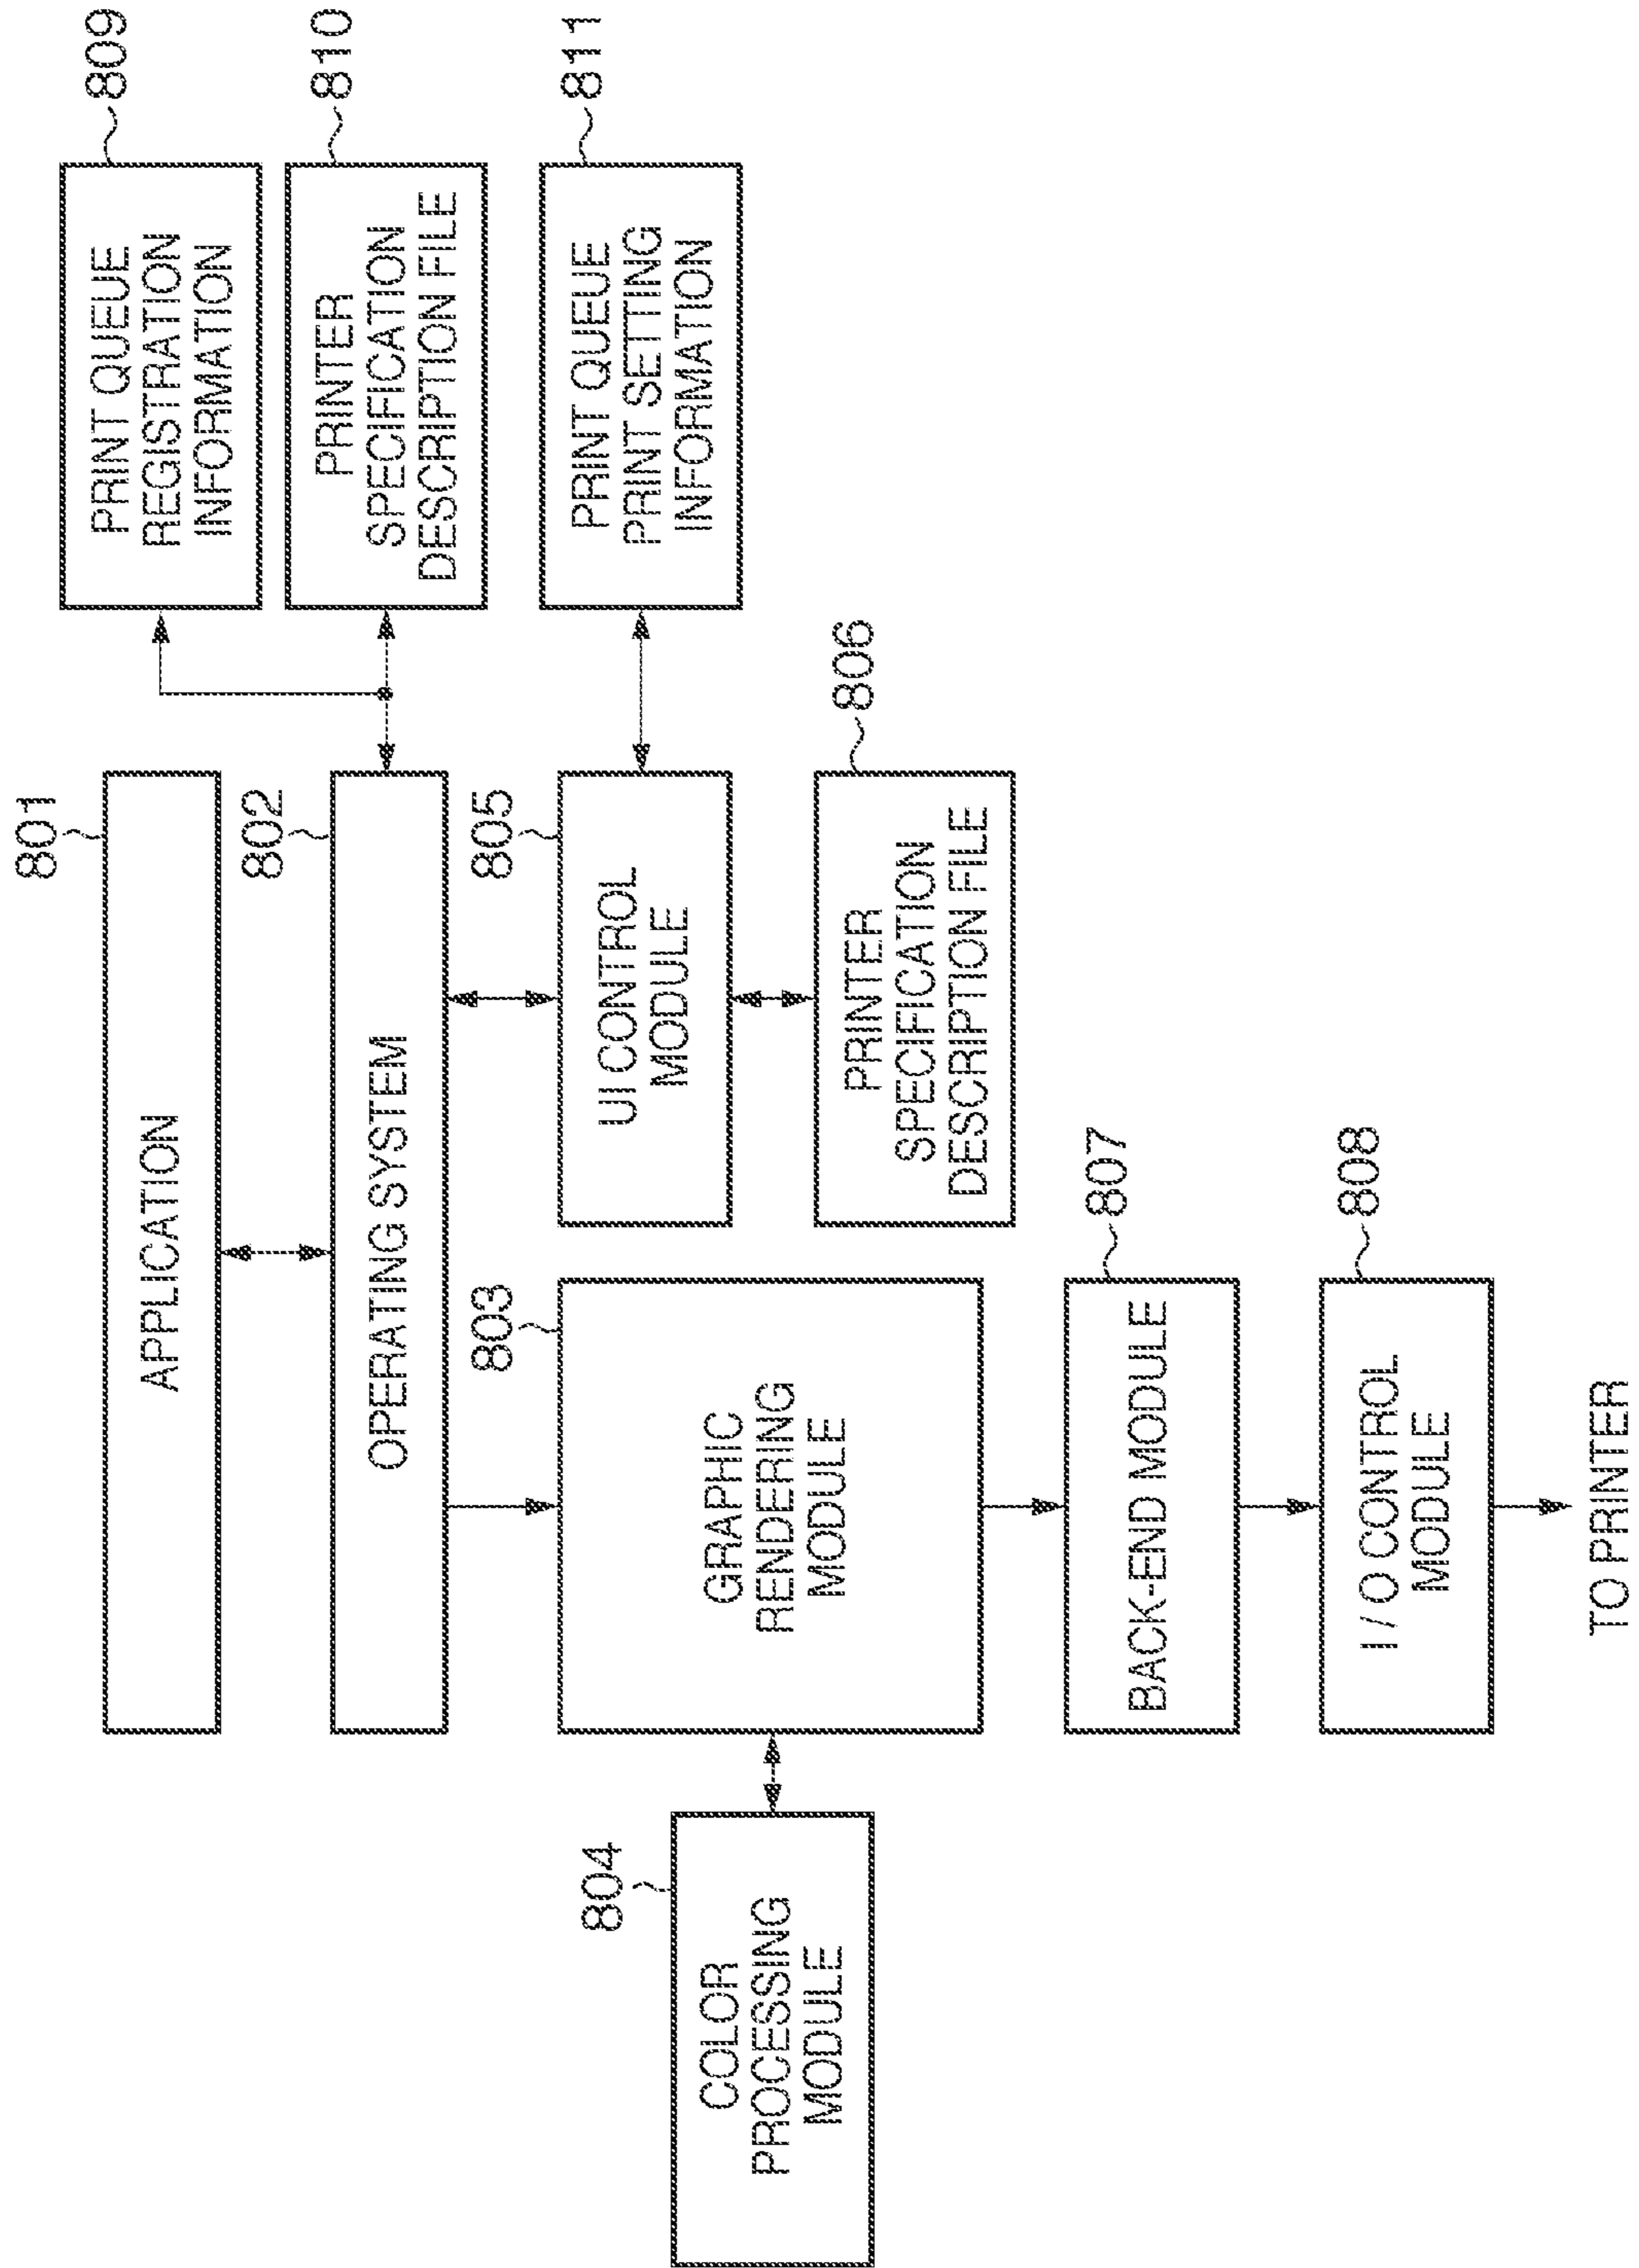 801
APPLICATION
802
OPERATING SYSTEM
809
PRINT QUEUE
REGISTRATION
INFORMATION
810
PRINTER
SPECIFICATION
DESCRIPTION FILE
804
COLOR
PROCESSING
MODULE
803
GRAPHIC
RENDERING
MODULE
805
UI CONTROL
MODULE
811
PRINT QUEUE
PRINT SETTING
INFORMATION
806
PRINTER
SPECIFICATION
DESCRIPTION FILE
807
BACK-END MODULE
808
I / O CONTROL
MODULE
TO PRINTER